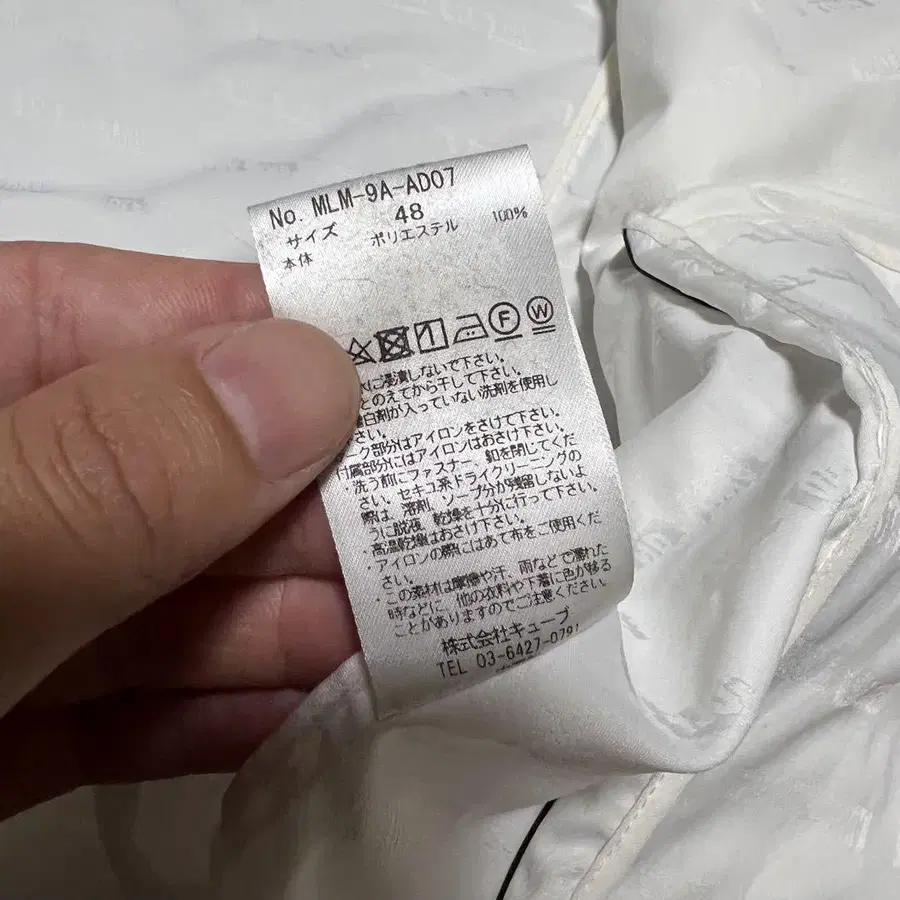 No. MLM-9A-AD07
サイズ 48
本体 ポリエステル 100%
F W
に浸漬しないで下さい。
とのえてから干して下さい。
白剤が入っていない洗剤を使用し
さい。
ク部分はアイロンをさけて下さい。
付属部分にはアイロンはおさけ下さい。
・洗う前にファスナー、釦を閉じてくだ
さい。セキユ系ドライクリーニングの
際は、溶剤、ソープ分が残留しないよ
うに脱液、乾燥を十分に行って下さい。
・高温乾燥はおさけ下さい。
・アイロンの際にはあて布をご使用くだ
さい。
・この素材は摩擦や汗、雨などで濡れた
時などに、他の衣料や下着に色が移る
ことがありますのでご注意ください。
株式会社キューブ
TEL 03-6427-0791